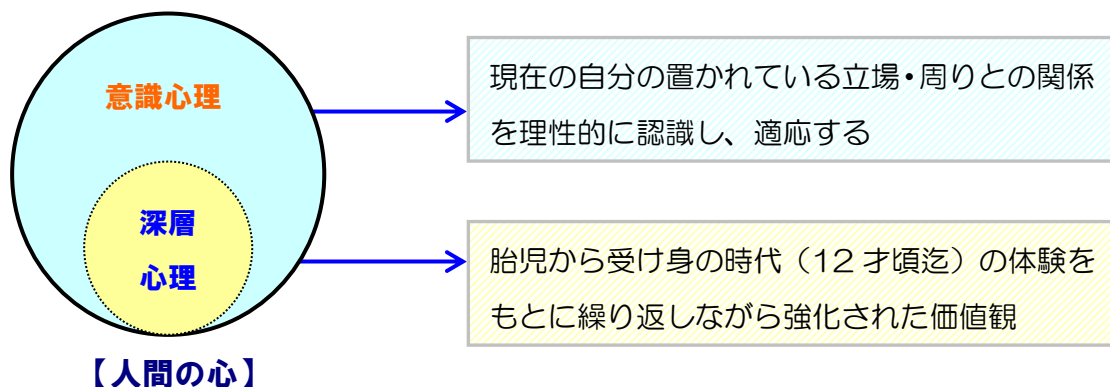 意識心理
深層
心理
【人間の心】
現在の自分の置かれている立場・周りとの関係
を理性的に認識し、適応する
胎児から受け身の時代（12才頃迄）の体験を
もとに繰り返しながら強化された価値観